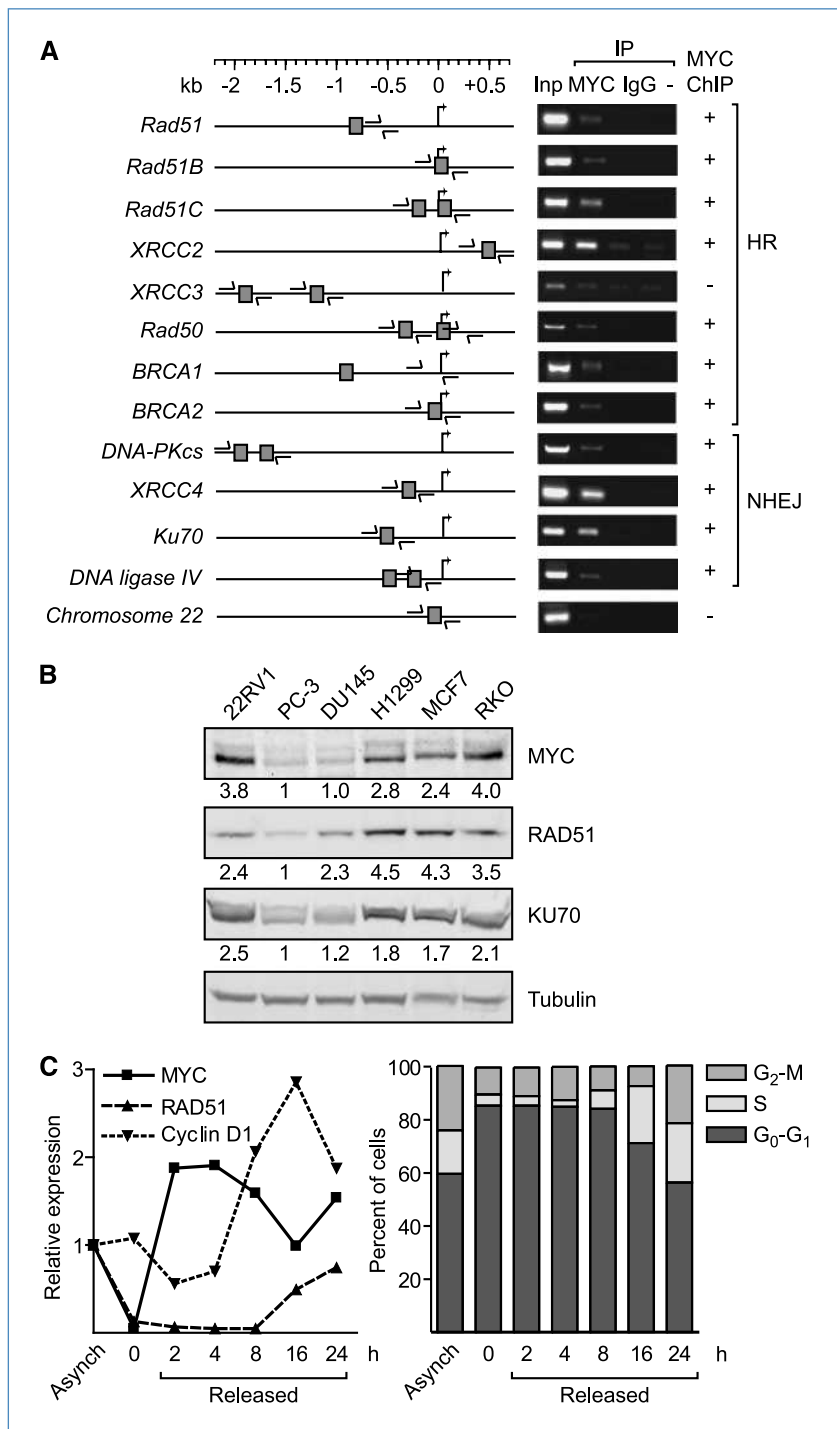 A
kb -2 -1.5 -1 -0.5 0 +0.5
IP
MYC
Inp MYC IgG - ChIP
Rad51 +
Rad51B +
Rad51C +
XRCC2 +
XRCC3 -
Rad50 +
BRCA1 +
BRCA2 +
HR
DNA-PKcs +
XRCC4 +
Ku70 +
DNA ligase IV +
NHEJ
Chromosome 22 -
B
22RV1 PC-3 DU145 H1299 MCF7 RKO
MYC
3.8 1 1.0 2.8 2.4 4.0
RAD51
2.4 1 2.3 4.5 4.3 3.5
KU70
2.5 1 1.2 1.8 1.7 2.1
Tubulin
C
Relative expression
3
2
1
MYC
RAD51
Cyclin D1
Asynch 0 2 4 8 16 24 h
Released
Percent of cells
100
80
60
40
20
G2-M
S
G0-G1
Asynch 0 2 4 8 16 24 h
Released